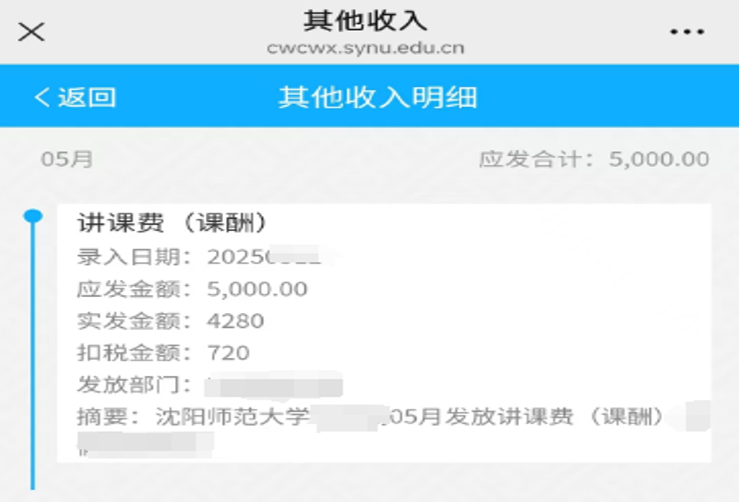 其他收入
cwcwx.synu.edu.cn
返回
其他收入明细
05月
应发合计：5,000.00
讲课费（课酬）
录入日期：2025
应发金额：5,000.00
实发金额：4280
扣税金额：720
发放部门：
摘要：沈阳师范大学 05月发放讲课费（课酬）